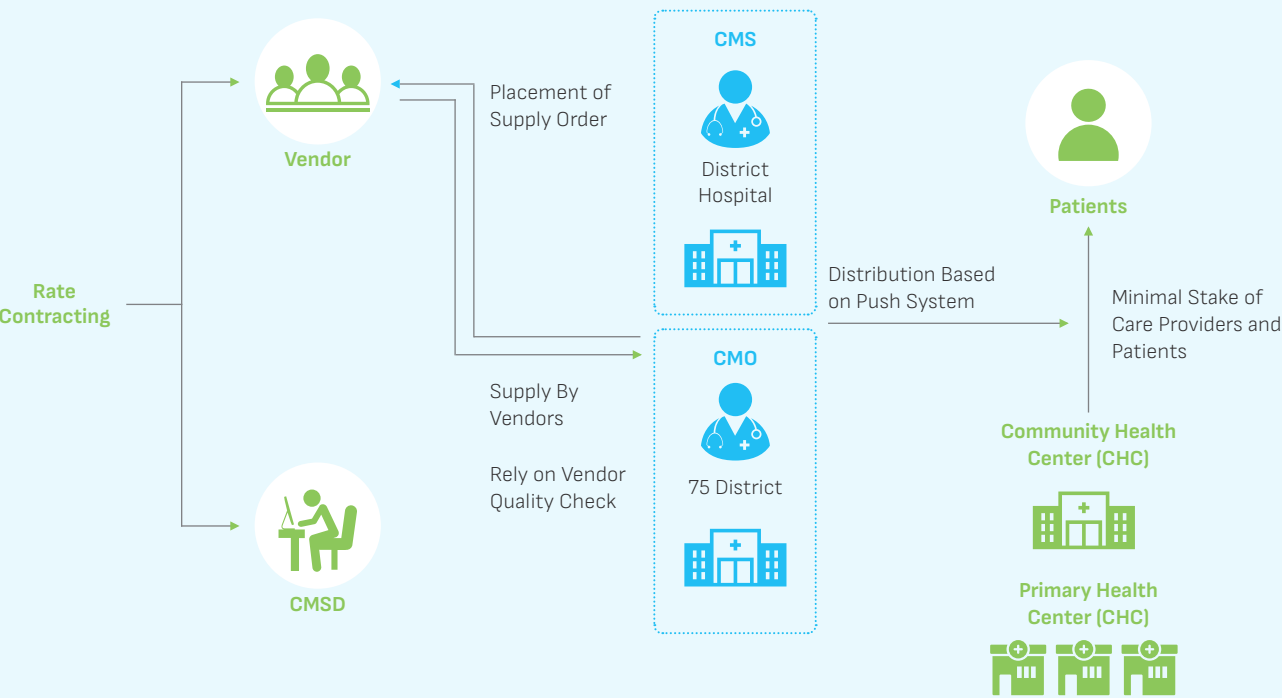 Rate
Contracting
Vendor
CMSD
Placement of
Supply Order
Supply By
Vendors
Rely on Vendor
Quality Check
CMS
District
Hospital
CMO
75 District
Distribution Based
on Push System
Patients
Minimal Stake of
Care Providers and
Patients
Community Health
Center (CHC)
Primary Health
Center (CHC)